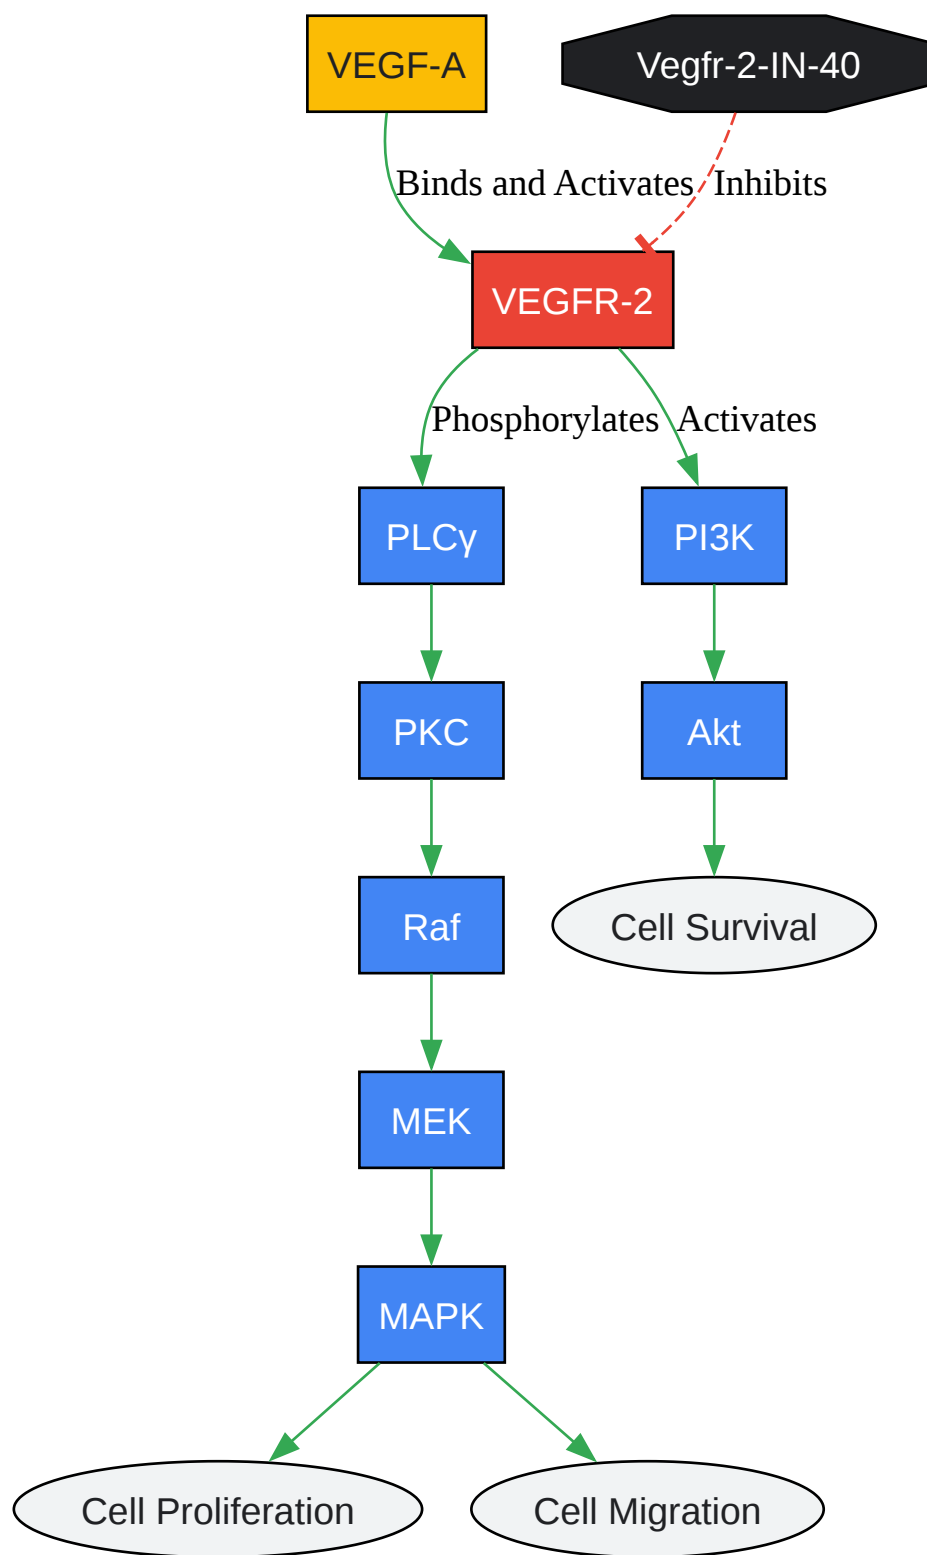 VEGF-A
Vegfr-2-IN-40
Binds and Activates
Inhibits
VEGFR-2
Phosphorylates
Activates
PLCγ
PI3K
PKC
Akt
Raf
Cell Survival
MEK
MAPK
Cell Proliferation
Cell Migration